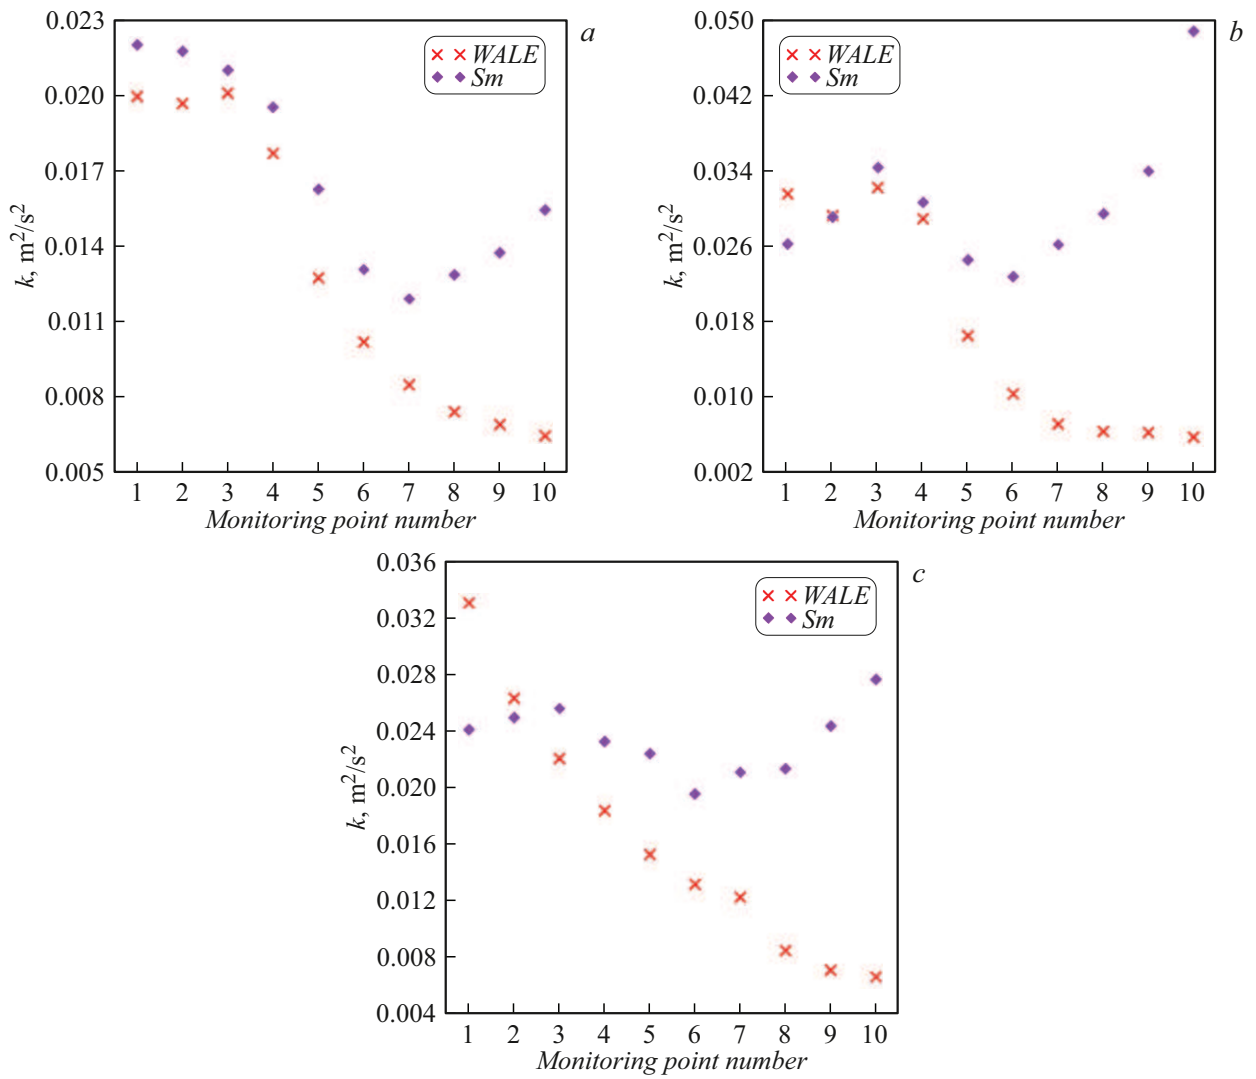 a
0.023
0.020
0.017
0.014
0.011
0.008
0.005
k, m²/s²
WALE
Sm
1 2 3 4 5 6 7 8 9 10
Monitoring point number
b
0.050
0.042
0.034
0.026
0.018
0.010
0.002
k, m²/s²
WALE
Sm
1 2 3 4 5 6 7 8 9 10
Monitoring point number
c
0.036
0.032
0.028
0.024
0.020
0.016
0.012
0.008
0.004
k, m²/s²
WALE
Sm
1 2 3 4 5 6 7 8 9 10
Monitoring point number